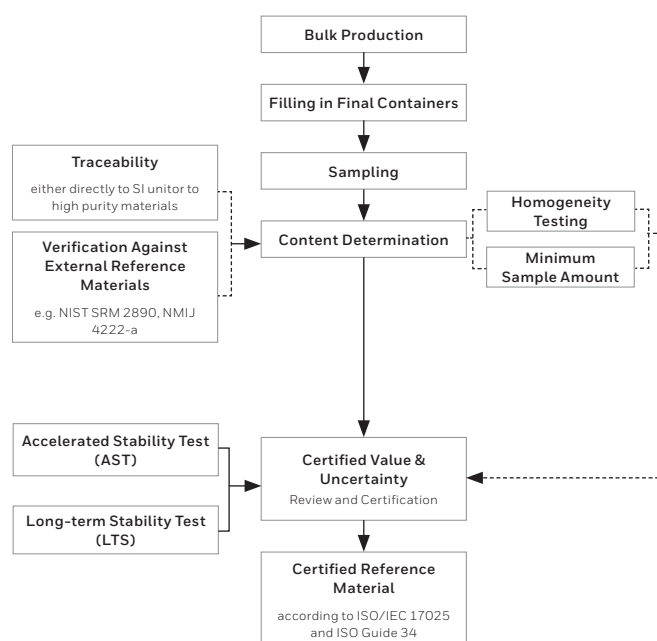 Bulk Production
Filling in Final Containers
Sampling
Traceability
either directly to SI unitor to
high purity materials
Verification Against
External Reference
Materials
e.g. NIST SRM 2890, NMIJ
4222-a
Content Determination
Homogeneity
Testing
Minimum
Sample Amount
Accelerated Stability Test
(AST)
Long-term Stability Test
(LTS)
Certified Value &
Uncertainty
Review and Certification
Certified Reference
Material
according to ISO/IEC 17025
and ISO Guide 34